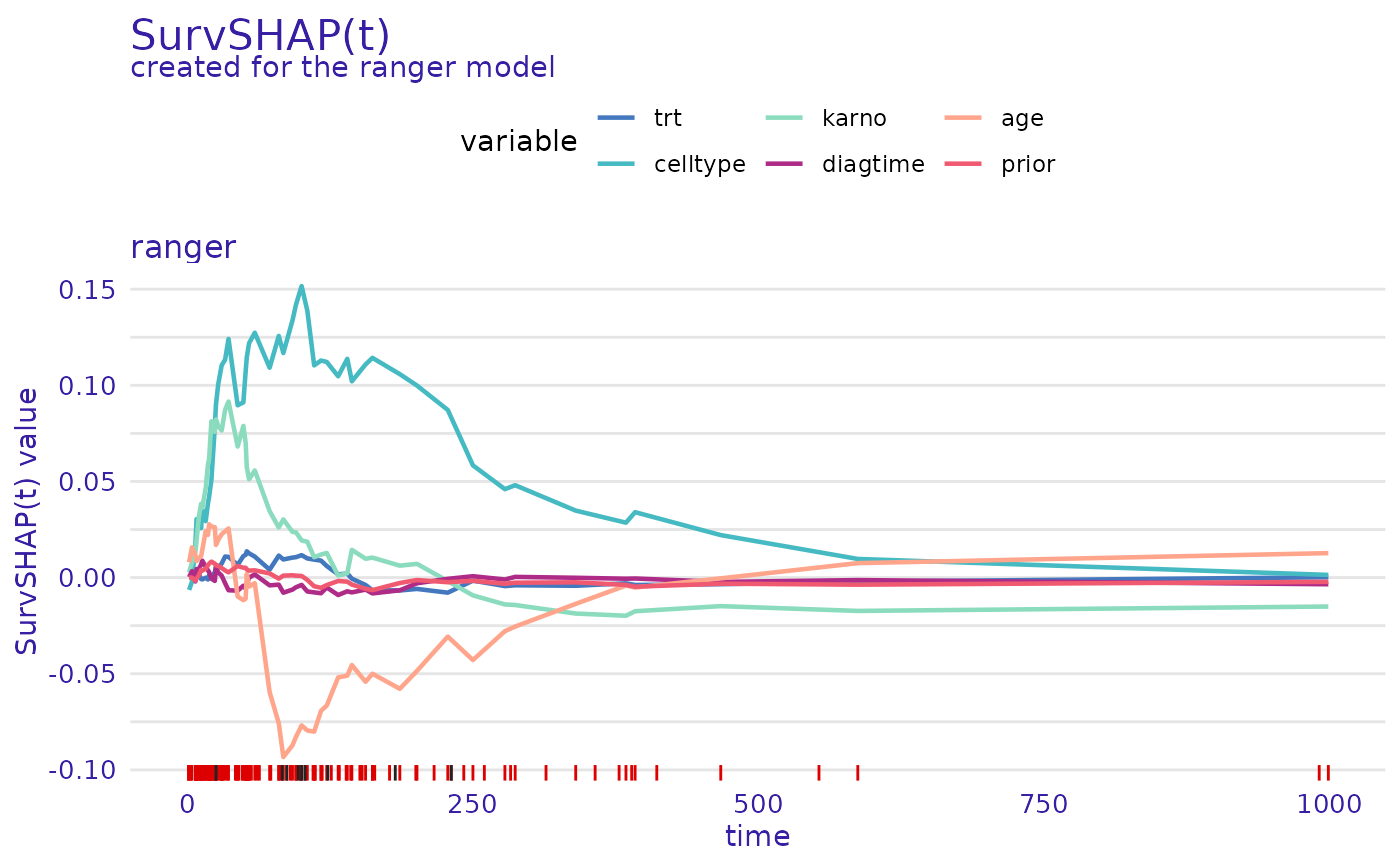 SurvSHAP(t)
created for the ranger model
variable
trt
karno
age
celltype
diagtime
prior
ranger
SurvSHAP(t) value
0.15
0.10
0.05
0.00
-0.05
-0.10
0
250
500
750
1000
time